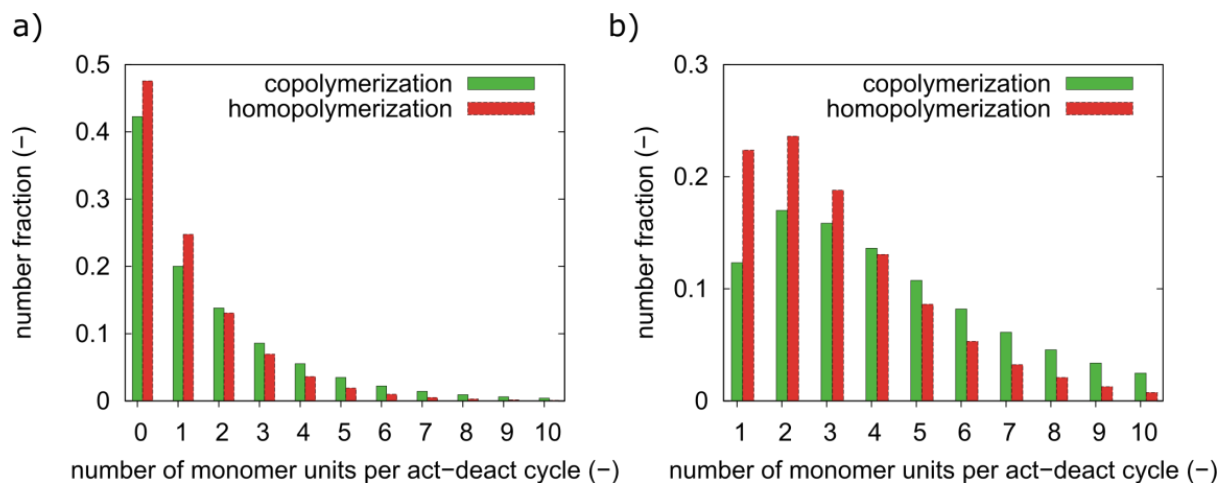 a)
0.5
0.4
0.3
0.2
0.1
0
number fraction (−)
copolymerization
homopolymerization
0 1 2 3 4 5 6 7 8 9 10
number of monomer units per act−deact cycle (−)
b)
0.3
0.2
0.1
0
number fraction (−)
copolymerization
homopolymerization
1 2 3 4 5 6 7 8 9 10
number of monomer units per act−deact cycle (−)